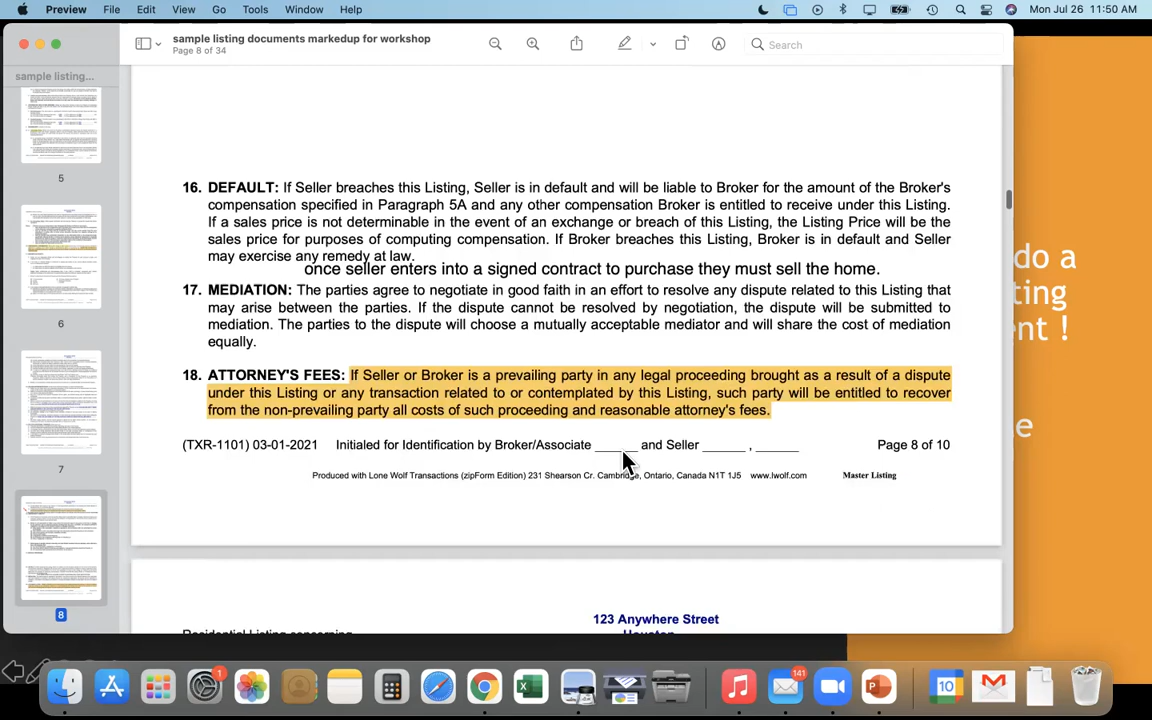 Preview File Edit View Go Tools Window Help Mon Jul 26 11:50 AM
sample listing documents markedup for workshop
Page 8 of 34
Search
sample listing...
5
6
7
8
16. DEFAULT: If Seller breaches this Listing, Seller is in default and will be liable to Broker for the amount of the Broker's
compensation specified in Paragraph 5A and any other compensation Broker is entitled to receive under this Listing.
If a sales price is not determinable in the event of an exchange or breach of this Listing, the Listing Price will be the
sales price for purposes of computing compensation. If Broker breaches this Listing, Broker is in default and Seller
may exercise any remedy at law.
once seller enters into a signed contract to purchase they must sell the home.
17. MEDIATION: The parties agree to negotiate in good faith in an effort to resolve any dispute related to this Listing that
may arise between the parties. If the dispute cannot be resolved by negotiation, the dispute will be submitted to
mediation. The parties to the dispute will choose a mutually acceptable mediator and will share the cost of mediation
equally.
18. ATTORNEY'S FEES: If Seller or Broker is a prevailing party in any legal proceeding brought as a result of a dispute
under this Listing or any transaction related to or contemplated by this Listing, such party will be entitled to recover
from the non-prevailing party all costs of such proceeding and reasonable attorney's fees.
(TXR-1101) 03-01-2021 Initialed for Identification by Broker/Associate ______ and Seller ______ , ______ Page 8 of 10
Produced with Lone Wolf Transactions (zipForm Edition) 231 Shearson Cr. Cambridge, Ontario, Canada N1T 1J5 www.lwolf.com Master Listing
123 Anywhere Street
Residential Listing concerning Houston
do a
ting
ent !
e
1
141
10